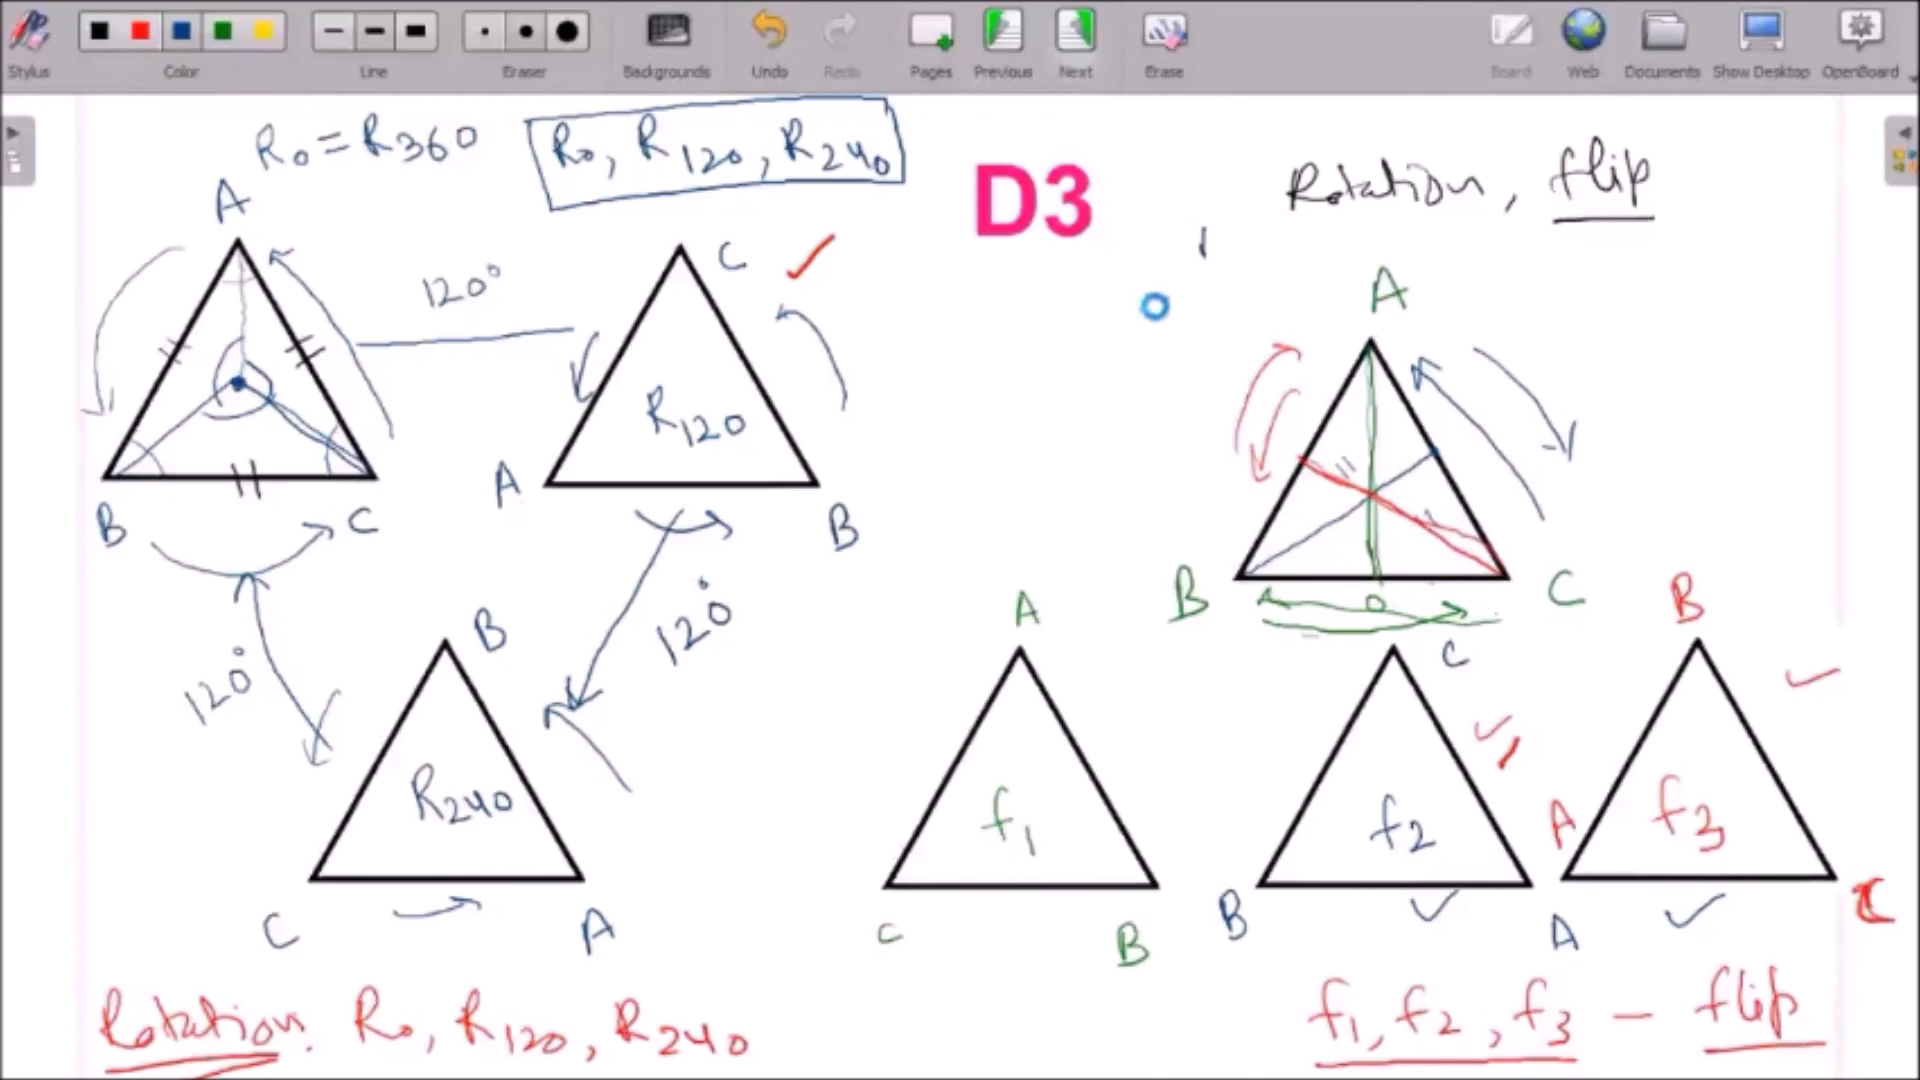 Stylus Color Line Eraser Backgrounds Undo Redo Pages Previous Next Erase Board Web Documents Show Desktop OpenBoard
R0 = R360
R0, R120, R240
D3
Rotation, flip
A
120°
B
C
C
R120
A
B
120°
120°
B
R240
C
A
A
B
C
A
f1
C
B
C
f2
B
A
B
f3
A
C
Rotation: R0, R120, R240
f1, f2, f3 – flip